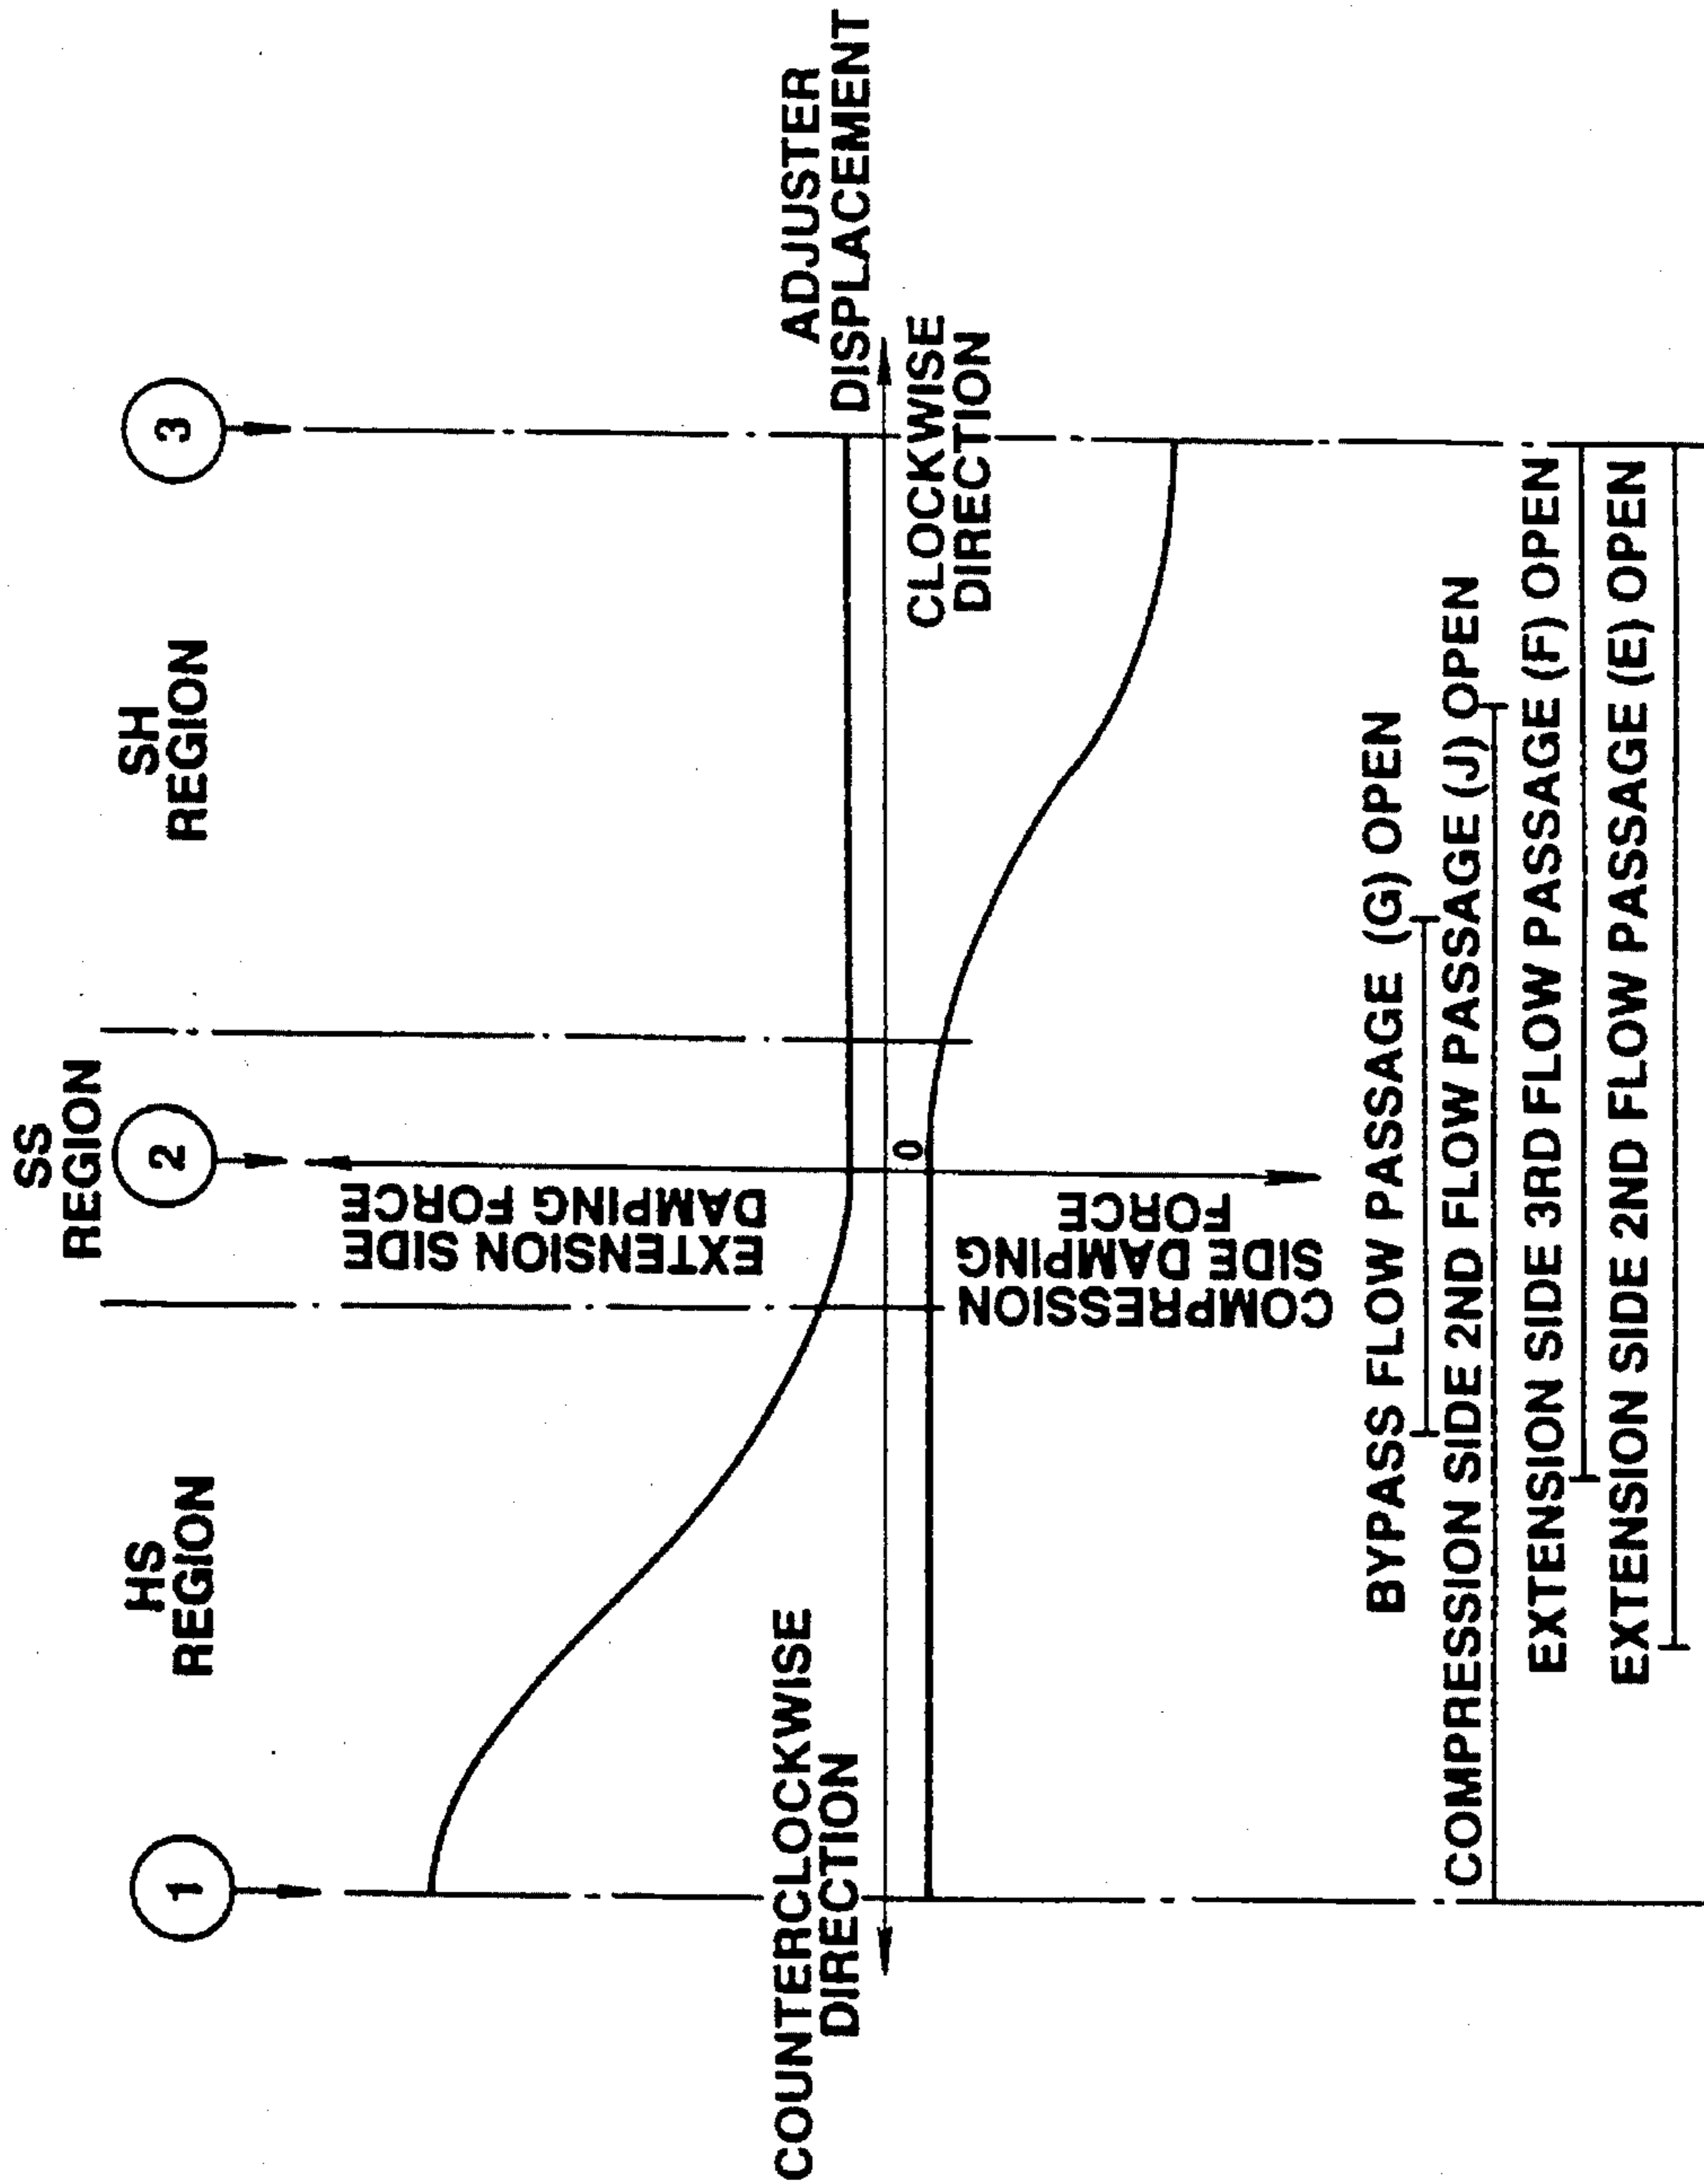 SS
REGION
HS
REGION
SH
REGION
1
2
3
EXTENSION SIDE
DAMPING FORCE
ADJUSTER
DISPLACEMENT
COUNTERCLOCKWISE
DIRECTION
0
CLOCKWISE
DIRECTION
COMPRESSION
SIDE DAMPING
FORCE
BYPASS FLOW PASSAGE (G) OPEN
COMPRESSION SIDE 2ND FLOW PASSAGE (J) OPEN
EXTENSION SIDE 3RD FLOW PASSAGE (F) OPEN
EXTENSION SIDE 2ND FLOW PASSAGE (E) OPEN